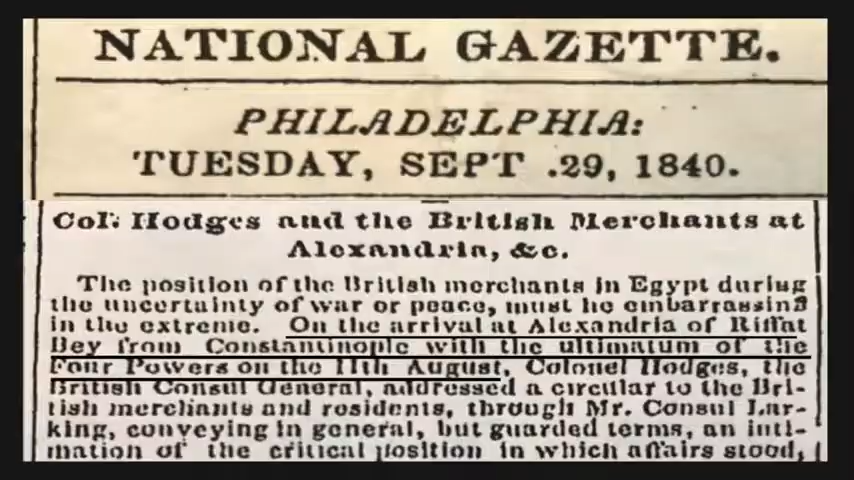 NATIONAL GAZETTE.
PHILADELPHIA:
TUESDAY, SEPT .29, 1840.
Col. Hodges and the British Merchants at
Alexandria, &c.
The position of the British merchants in Egypt during
the uncertainty of war or peace, must be embarrassing
in the extreme. On the arrival at Alexandria of Riffat
Bey from Constantinople with the ultimatum of the
Four Powers on the 11th August, Colonel Hodges, the
British Consul General, addressed a circular to the Bri-
tish merchants and residents, through Mr. Consul Lar-
king, conveying in general, but guarded terms, an inti-
mation of the critical position in which affairs stood,